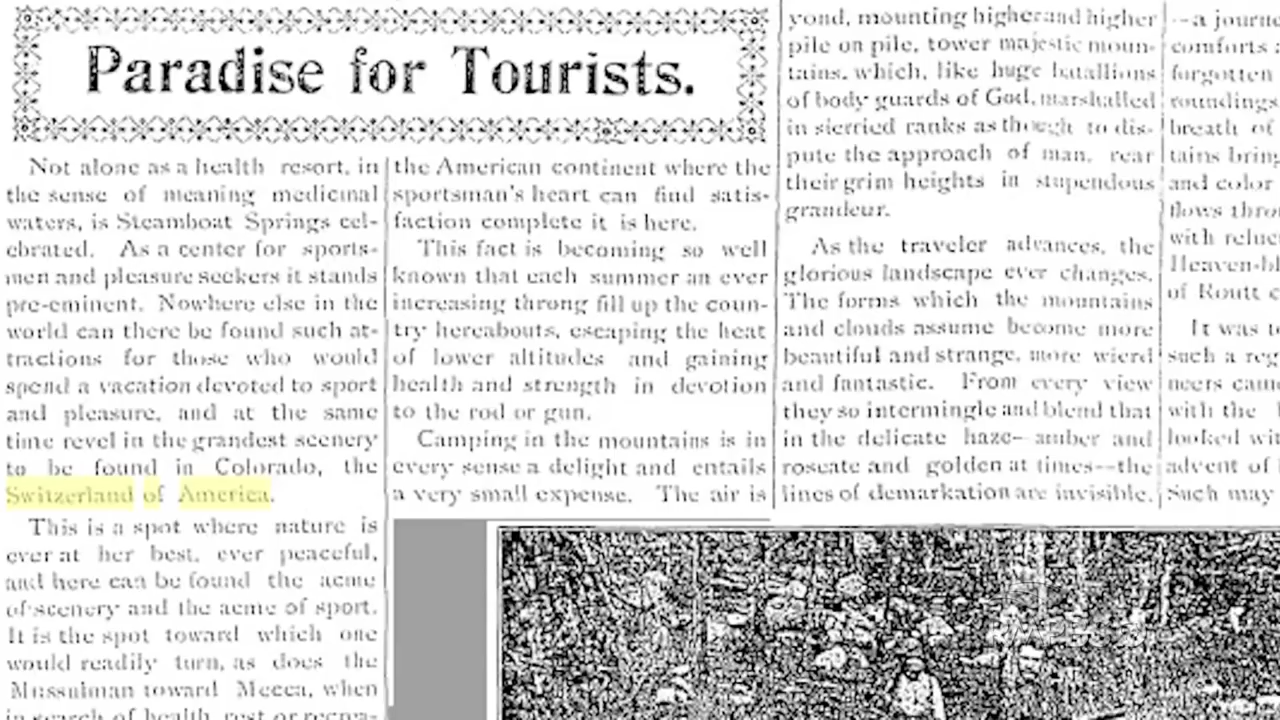 Paradise for Tourists.
Not alone as a health resort, in
the sense of meaning medicinal
waters, is Steamboat Springs cel-
ebrated. As a center for sports-
men and pleasure seekers it stands
pre-eminent. Nowhere else in the
world can there be found such at-
tractions for those who would
spend a vacation devoted to sport
and pleasure, and at the same
time revel in the grandest scenery
to be found in Colorado, the
Switzerland of America.
This is a spot where nature is
ever at her best, ever peaceful,
and here can be found the acme
of scenery and the acme of sport.
It is the spot toward which one
would readily turn, as does the
Mussulman toward Mecca, when
in search of health, rest or recrea-
the American continent where the
sportsman's heart can find satis-
faction complete it is here.
This fact is becoming so well
known that each summer an ever
increasing throng fill up the coun-
try hereabouts, escaping the heat
of lower altitudes and gaining
health and strength in devotion
to the rod or gun.
Camping in the mountains is in
every sense a delight and entails
a very small expense. The air is
yond, mounting higher and higher
pile on pile, tower majestic moun-
tains, which, like huge batallions
of body guards of God, marshalled
in sierried ranks as though to dis-
pute the approach of man, rear
their grim heights in stupendous
grandeur.
As the traveler advances, the
glorious landscape ever changes.
The forms which the mountains
and clouds assume become more
beautiful and strange, more wierd
and fantastic. From every view
they so intermingle and blend that
in the delicate haze--amber and
roseate and golden at times--the
lines of demarkation are invisible.
--a journe
comforts
forgotten
roundings
breath of
tains bring
and color
flows thro
with reluc
Heaven-bl
of Routt c
It was to
such a reg
neers cam
with the
looked wit
advent of
Such may